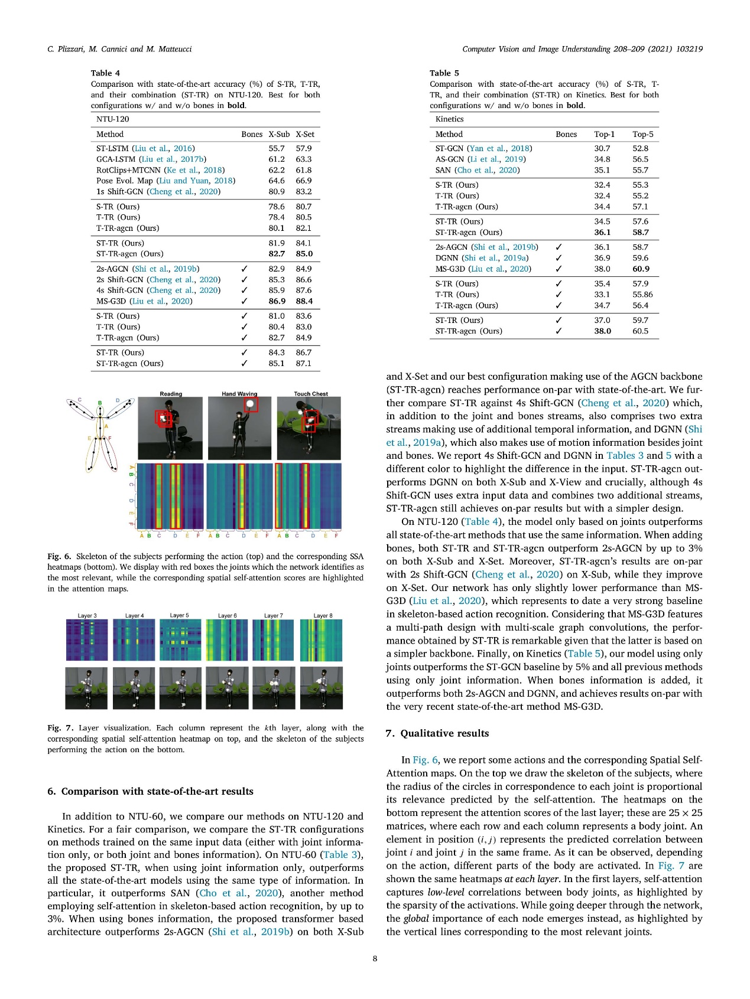 C. Plizzari, M. Cannici and M. Matteucci
Computer Vision and Image Understanding 208–209 (2021) 103219
Table 4
Comparison with state-of-the-art accuracy (%) of S-TR, T-TR,
and their combination (ST-TR) on NTU-120. Best for both
configurations w/ and w/o bones in bold.
NTU-120
Method Bones X-Sub X-Set
ST-LSTM (Liu et al., 2016) 55.7 57.9
GCA-LSTM (Liu et al., 2017b) 61.2 63.3
RotClips+MTCNN (Ke et al., 2018) 62.2 61.8
Pose Evol. Map (Liu and Yuan, 2018) 64.6 66.9
1s Shift-GCN (Cheng et al., 2020) 80.9 83.2
S-TR (Ours) 78.6 80.7
T-TR (Ours) 78.4 80.5
T-TR-agcn (Ours) 80.1 82.1
ST-TR (Ours) 81.9 84.1
ST-TR-agcn (Ours) 82.7 85.0
2s-AGCN (Shi et al., 2019b) ✓ 82.9 84.9
2s Shift-GCN (Cheng et al., 2020) ✓ 85.3 86.6
4s Shift-GCN (Cheng et al., 2020) ✓ 85.9 87.6
MS-G3D (Liu et al., 2020) ✓ 86.9 88.4
S-TR (Ours) ✓ 81.0 83.6
T-TR (Ours) ✓ 80.4 83.0
T-TR-agcn (Ours) ✓ 82.7 84.9
ST-TR (Ours) ✓ 84.3 86.7
ST-TR-agcn (Ours) ✓ 85.1 87.1
Reading Hand Waving Touch Chest
C B D
A
E F
A
B
C
D
E
F
A B C D E F A B C D E F A B C D E F
Fig. 6. Skeleton of the subjects performing the action (top) and the corresponding SSA
heatmaps (bottom). We display with red boxes the joints which the network identifies as
the most relevant, while the corresponding spatial self-attention scores are highlighted
in the attention maps.
Layer 3 Layer 4 Layer 5 Layer 6 Layer 7 Layer 8
Fig. 7. Layer visualization. Each column represent the kth layer, along with the
corresponding spatial self-attention heatmap on top, and the skeleton of the subjects
performing the action on the bottom.
6. Comparison with state-of-the-art results
In addition to NTU-60, we compare our methods on NTU-120 and
Kinetics. For a fair comparison, we compare the ST-TR configurations
on methods trained on the same input data (either with joint informa-
tion only, or both joint and bones information). On NTU-60 (Table 3),
the proposed ST-TR, when using joint information only, outperforms
all the state-of-the-art models using the same type of information. In
particular, it outperforms SAN (Cho et al., 2020), another method
employing self-attention in skeleton-based action recognition, by up to
3%. When using bones information, the proposed transformer based
architecture outperforms 2s-AGCN (Shi et al., 2019b) on both X-Sub
Table 5
Comparison with state-of-the-art accuracy (%) of S-TR, T-
TR, and their combination (ST-TR) on Kinetics. Best for both
configurations w/ and w/o bones in bold.
Kinetics
Method Bones Top-1 Top-5
ST-GCN (Yan et al., 2018) 30.7 52.8
AS-GCN (Li et al., 2019) 34.8 56.5
SAN (Cho et al., 2020) 35.1 55.7
S-TR (Ours) 32.4 55.3
T-TR (Ours) 32.4 55.2
T-TR-agcn (Ours) 34.4 57.1
ST-TR (Ours) 34.5 57.6
ST-TR-agcn (Ours) 36.1 58.7
2s-AGCN (Shi et al., 2019b) ✓ 36.1 58.7
DGNN (Shi et al., 2019a) ✓ 36.9 59.6
MS-G3D (Liu et al., 2020) ✓ 38.0 60.9
S-TR (Ours) ✓ 35.4 57.9
T-TR (Ours) ✓ 33.1 55.86
T-TR-agcn (Ours) ✓ 34.7 56.4
ST-TR (Ours) ✓ 37.0 59.7
ST-TR-agcn (Ours) ✓ 38.0 60.5
and X-Set and our best configuration making use of the AGCN backbone
(ST-TR-agcn) reaches performance on-par with state-of-the-art. We fur-
ther compare ST-TR against 4s Shift-GCN (Cheng et al., 2020) which,
in addition to the joint and bones streams, also comprises two extra
streams making use of additional temporal information, and DGNN (Shi
et al., 2019a), which also makes use of motion information besides joint
and bones. We report 4s Shift-GCN and DGNN in Tables 3 and 5 with a
different color to highlight the difference in the input. ST-TR-agcn out-
performs DGNN on both X-Sub and X-View and crucially, although 4s
Shift-GCN uses extra input data and combines two additional streams,
ST-TR-agcn still achieves on-par results but with a simpler design.
On NTU-120 (Table 4), the model only based on joints outperforms
all state-of-the-art methods that use the same information. When adding
bones, both ST-TR and ST-TR-agcn outperform 2s-AGCN by up to 3%
on both X-Sub and X-Set. Moreover, ST-TR-agcn's results are on-par
with 2s Shift-GCN (Cheng et al., 2020) on X-Sub, while they improve
on X-Set. Our network has only slightly lower performance than MS-
G3D (Liu et al., 2020), which represents to date a very strong baseline
in skeleton-based action recognition. Considering that MS-G3D features
a multi-path design with multi-scale graph convolutions, the perfor-
mance obtained by ST-TR is remarkable given that the latter is based on
a simpler backbone. Finally, on Kinetics (Table 5), our model using only
joints outperforms the ST-GCN baseline by 5% and all previous methods
using only joint information. When bones information is added, it
outperforms both 2s-AGCN and DGNN, and achieves results on-par with
the very recent state-of-the-art method MS-G3D.
7. Qualitative results
In Fig. 6, we report some actions and the corresponding Spatial Self-
Attention maps. On the top we draw the skeleton of the subjects, where
the radius of the circles in correspondence to each joint is proportional
its relevance predicted by the self-attention. The heatmaps on the
bottom represent the attention scores of the last layer; these are 25 × 25
matrices, where each row and each column represents a body joint. An
element in position (i, j) represents the predicted correlation between
joint i and joint j in the same frame. As it can be observed, depending
on the action, different parts of the body are activated. In Fig. 7 are
shown the same heatmaps at each layer. In the first layers, self-attention
captures low-level correlations between body joints, as highlighted by
the sparsity of the activations. While going deeper through the network,
the global importance of each node emerges instead, as highlighted by
the vertical lines corresponding to the most relevant joints.
8